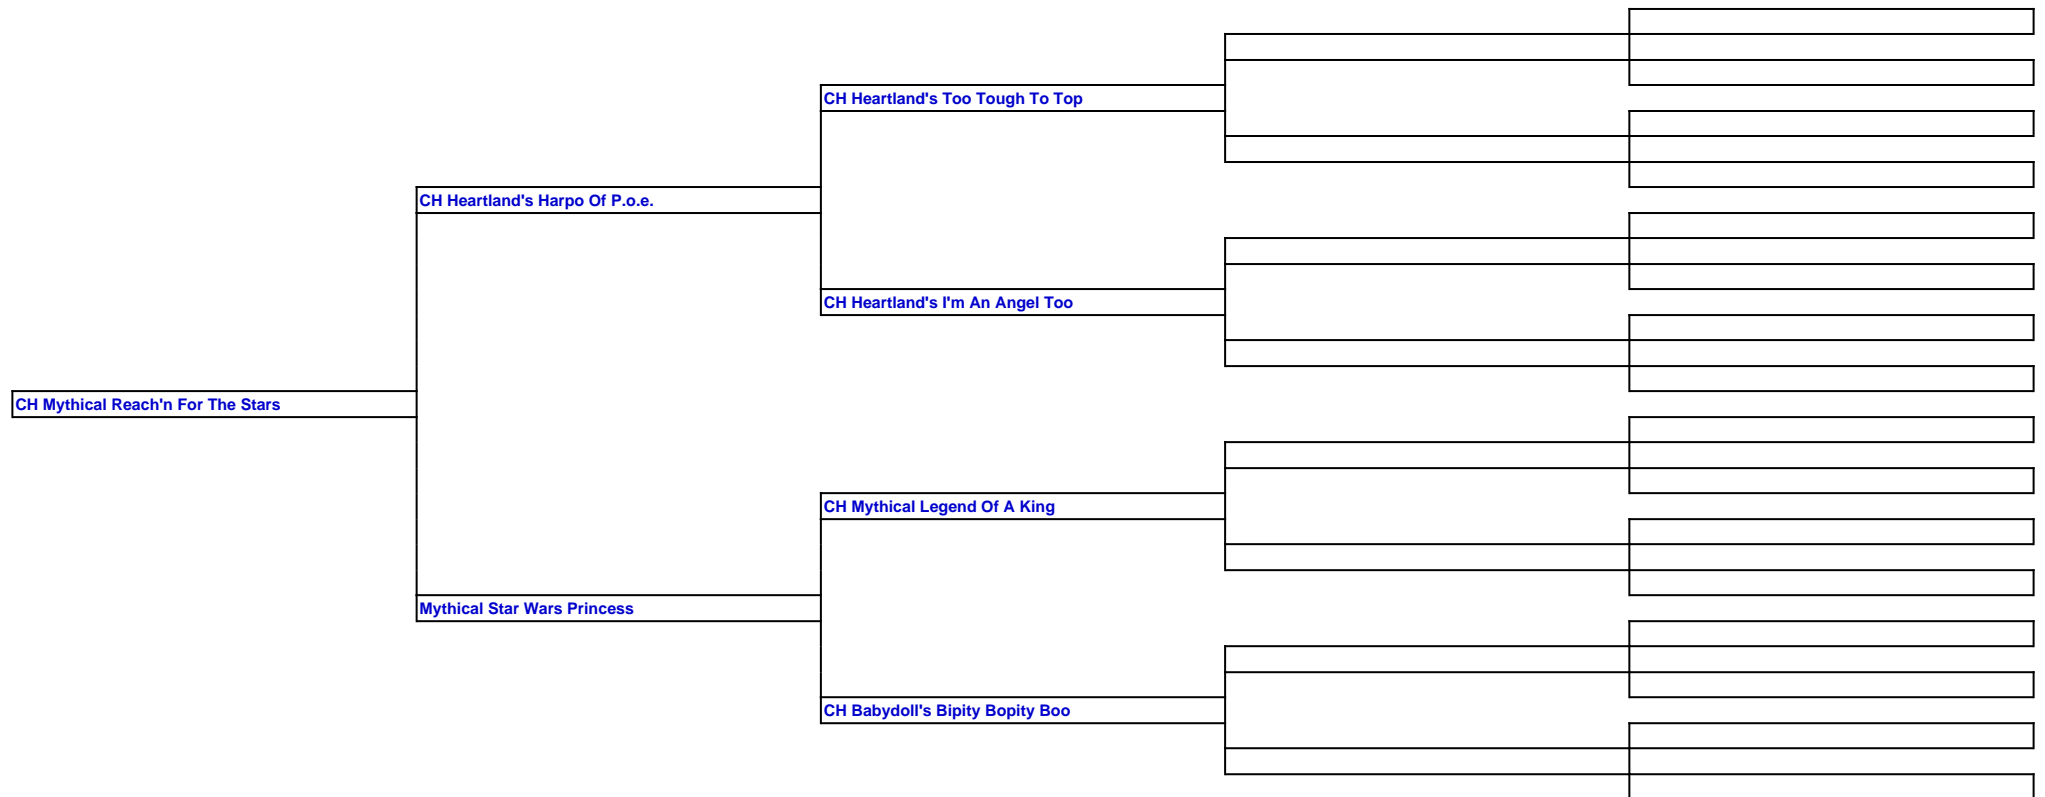 CH Heartland's Too Tough To Top
CH Heartland's Harpo Of P.o.e.
CH Heartland's I'm An Angel Too
CH Mythical Reach'n For The Stars
CH Mythical Legend Of A King
Mythical Star Wars Princess
CH Babydoll's Bipity Bopity Boo